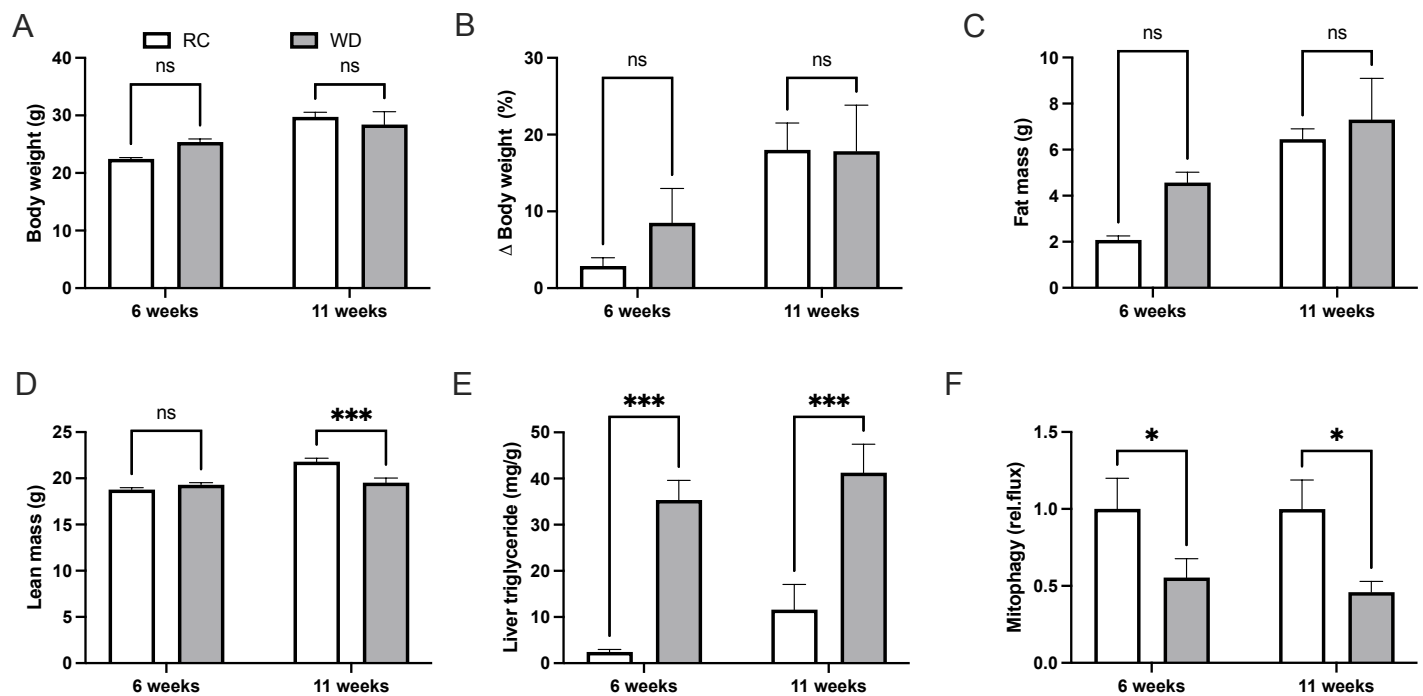 A
RC
WD
Body weight (g)
40
30
20
10
0
ns
ns
6 weeks
11 weeks
B
Δ Body weight (%)
30
20
10
0
ns
ns
6 weeks
11 weeks
C
Fat mass (g)
10
8
6
4
2
0
ns
ns
6 weeks
11 weeks
D
Lean mass (g)
25
20
15
10
5
0
ns
***
6 weeks
11 weeks
E
Liver triglyceride (mg/g)
50
40
30
20
10
0
***
***
6 weeks
11 weeks
F
Mitophagy (rel.flux)
1.5
1.0
0.5
0.0
*
*
6 weeks
11 weeks